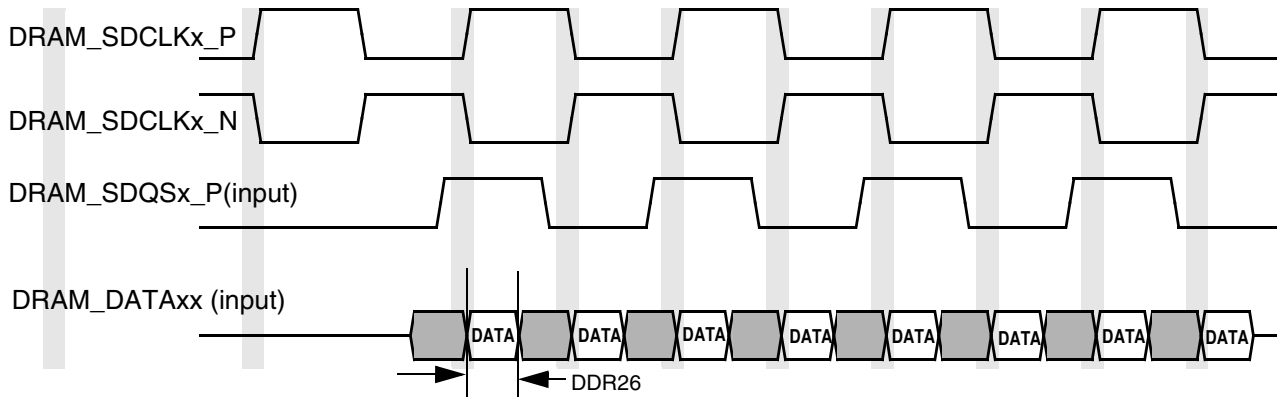 DRAM_SDCLKx_P
DRAM_SDCLKx_N
DRAM_SDQSx_P(input)
DRAM_DATAxx (input)
DATA DATA DATA DATA DATA DATA DATA DATA
DDR26